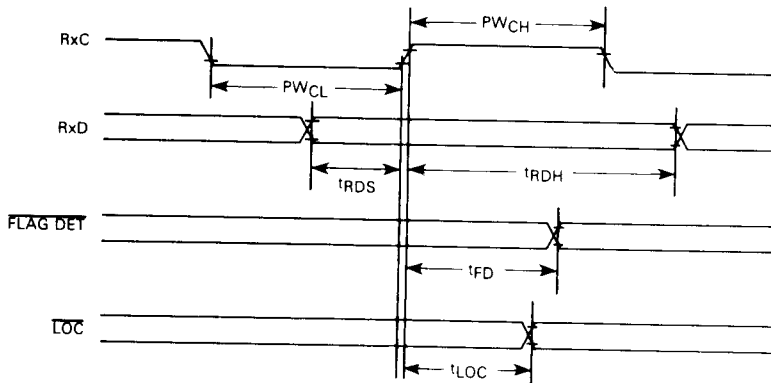 PWCH
RxC
PWCL
RxD
tRDS
tRDH
FLAG DET
tFD
LOC
tLOC